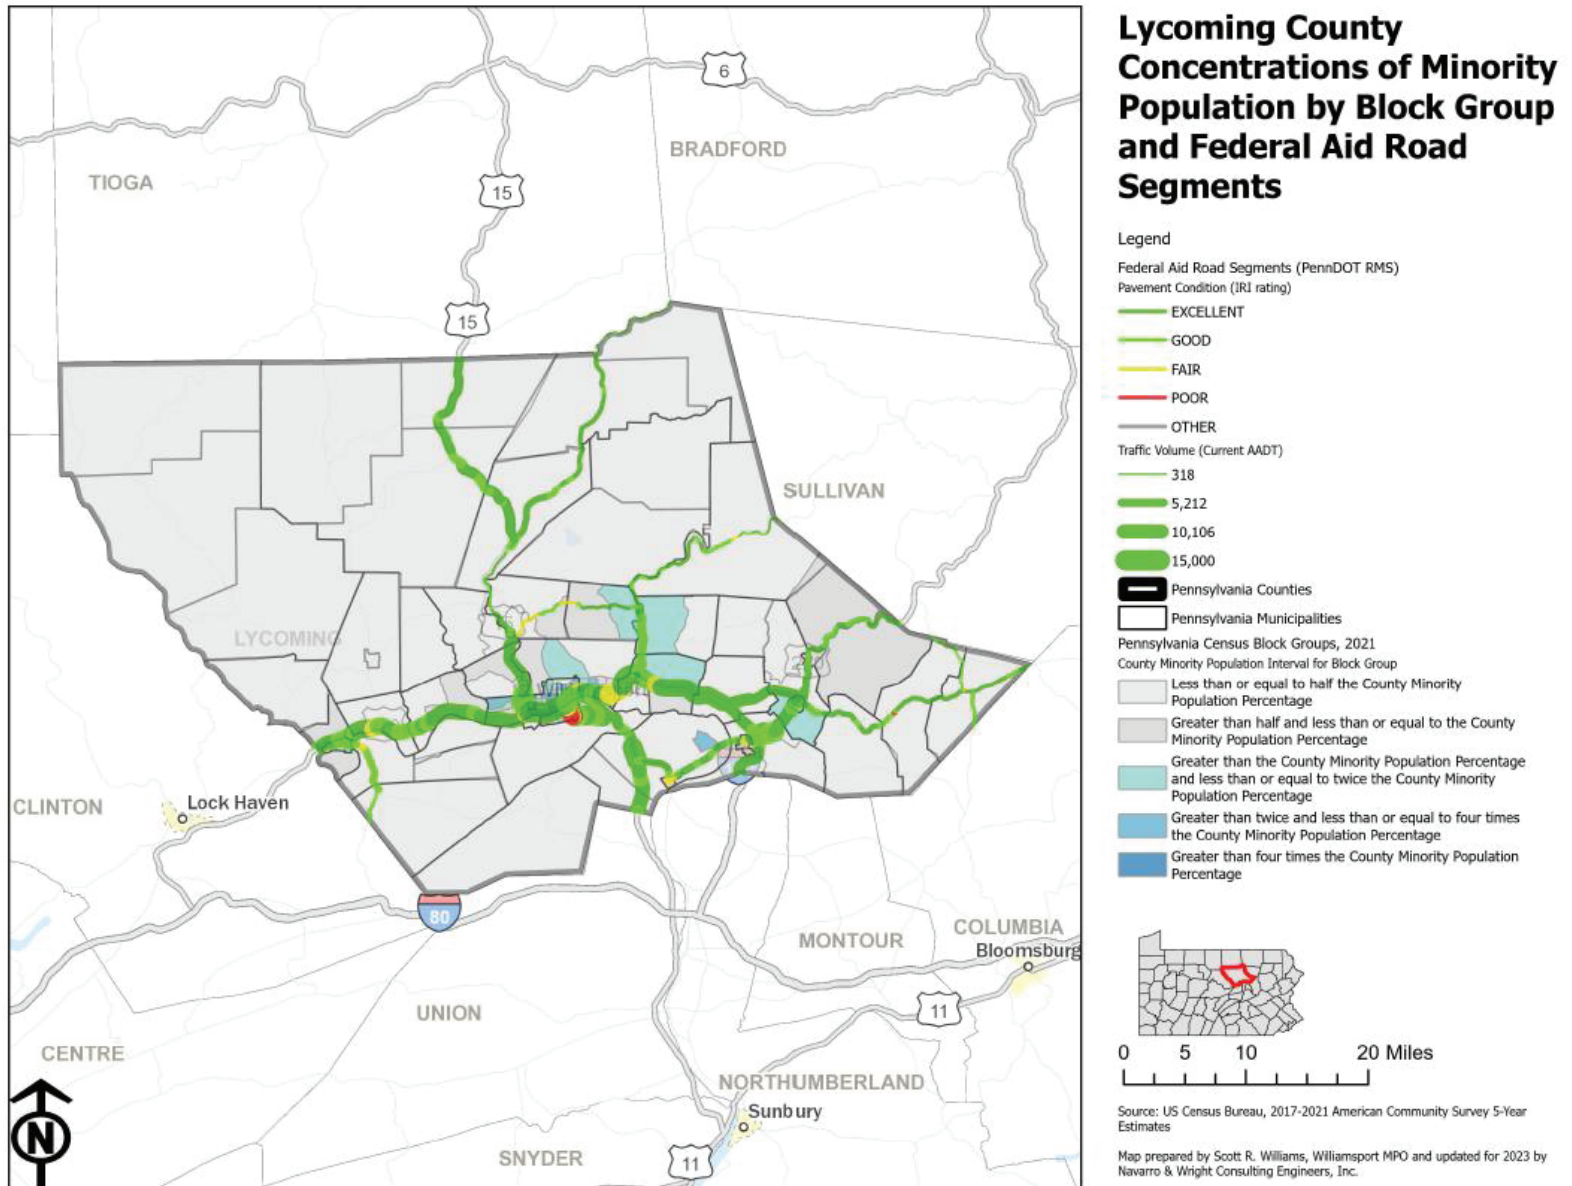 Lycoming County
Concentrations of Minority
Population by Block Group
and Federal Aid Road
Segments
Legend
Federal Aid Road Segments (PennDOT RMS)
Pavement Condition (IRI rating)
EXCELLENT
GOOD
FAIR
POOR
OTHER
Traffic Volume (Current AADT)
318
5,212
10,106
15,000
Pennsylvania Counties
Pennsylvania Municipalities
Pennsylvania Census Block Groups, 2021
County Minority Population Interval for Block Group
Less than or equal to half the County Minority
Population Percentage
Greater than half and less than or equal to the County
Minority Population Percentage
Greater than the County Minority Population Percentage
and less than or equal to twice the County Minority
Population Percentage
Greater than twice and less than or equal to four times
the County Minority Population Percentage
Greater than four times the County Minority Population
Percentage
0 5 10 20 Miles
Source: US Census Bureau, 2017-2021 American Community Survey 5-Year
Estimates
Map prepared by Scott R. Williams, Williamsport MPO and updated for 2023 by
Navarro & Wright Consulting Engineers, Inc.
6
BRADFORD
TIOGA
15
15
SULLIVAN
LYCOMING
CLINTON
Lock Haven
80
MONTOUR
COLUMBIA
Bloomsburg
UNION
11
CENTRE
NORTHUMBERLAND
Sunbury
N
SNYDER
11